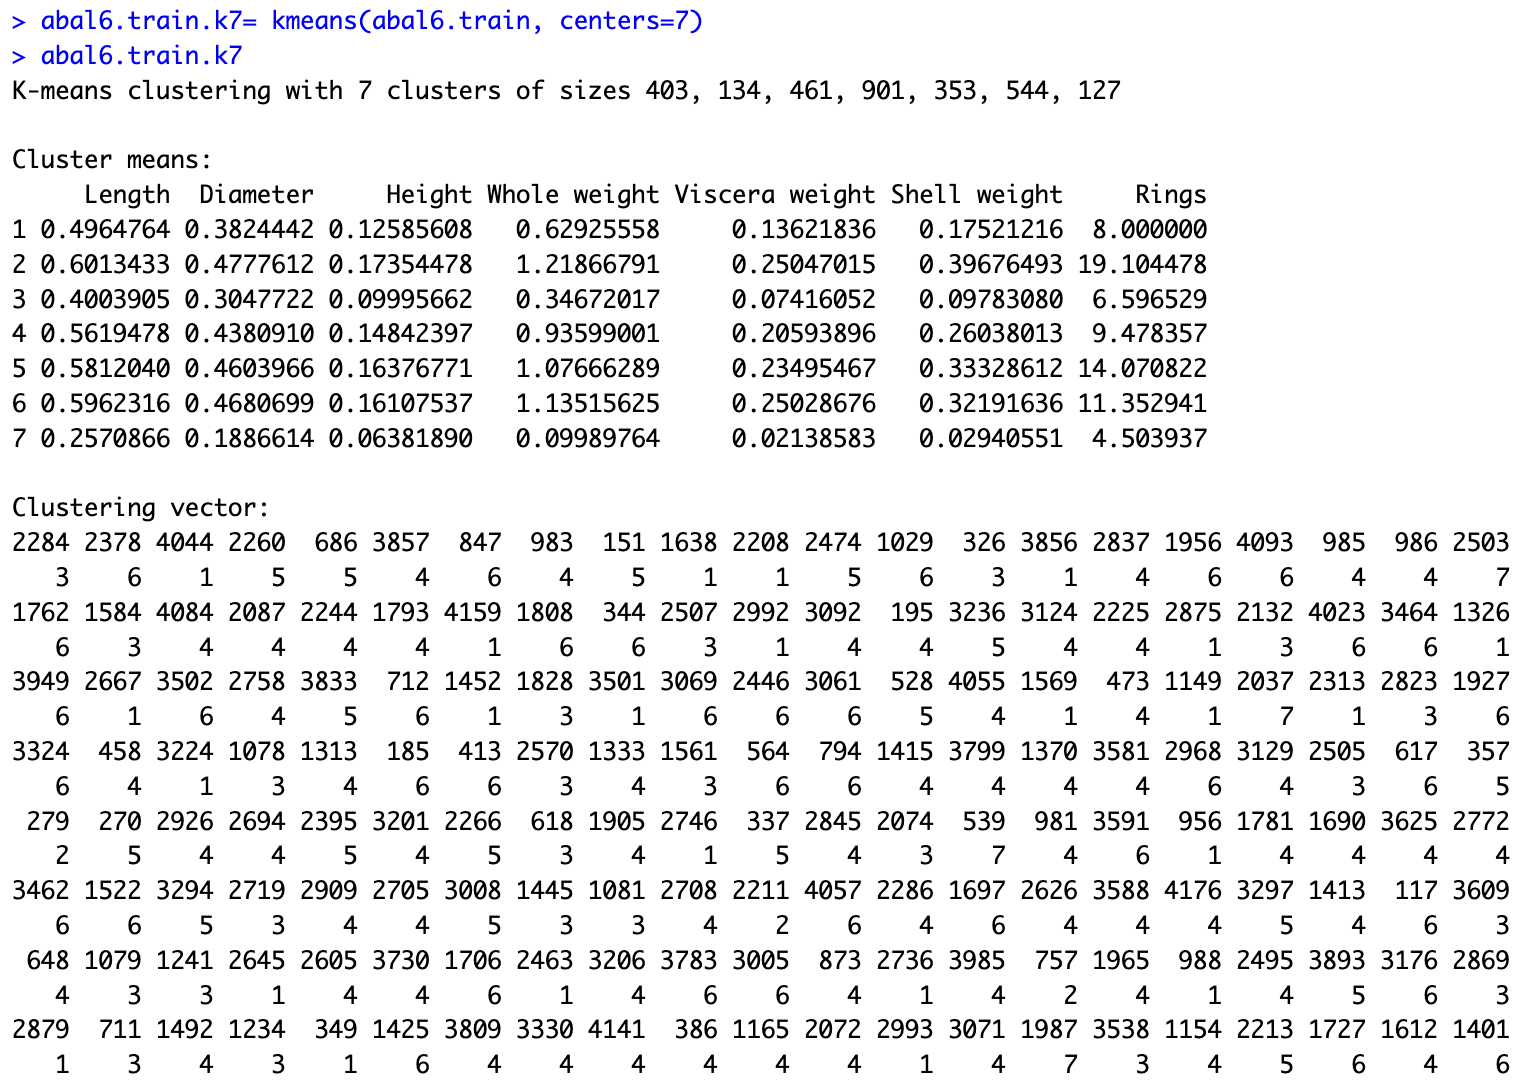 > abal6.train.k7= kmeans(abal6.train, centers=7)
> abal6.train.k7
K-means clustering with 7 clusters of sizes 403, 134, 461, 901, 353, 544, 127
Cluster means:
Length Diameter Height Whole weight Viscera weight Shell weight Rings
1 0.4964764 0.3824442 0.12585608 0.62925558 0.13621836 0.17521216 8.000000
2 0.6013433 0.4777612 0.17354478 1.21866791 0.25047015 0.39676493 19.104478
3 0.4003905 0.3047722 0.09995662 0.34672017 0.07416052 0.09783080 6.596529
4 0.5619478 0.4380910 0.14842397 0.93599001 0.20593896 0.26038013 9.478357
5 0.5812040 0.4603966 0.16376771 1.07666289 0.23495467 0.33328612 14.070822
6 0.5962316 0.4680699 0.16107537 1.13515625 0.25028676 0.32191636 11.352941
7 0.2570866 0.1886614 0.06381890 0.09989764 0.02138583 0.02940551 4.503937
Clustering vector:
2284 2378 4044 2260 686 3857 847 983 151 1638 2208 2474 1029 326 3856 2837 1956 4093 985 986 2503
3 6 1 5 5 4 6 4 5 1 1 5 6 3 1 4 6 6 4 4 7
1762 1584 4084 2087 2244 1793 4159 1808 344 2507 2992 3092 195 3236 3124 2225 2875 2132 4023 3464 1326
6 3 4 4 4 4 1 6 6 3 1 4 4 5 4 4 1 3 6 6 1
3949 2667 3502 2758 3833 712 1452 1828 3501 3069 2446 3061 528 4055 1569 473 1149 2037 2313 2823 1927
6 1 6 4 5 6 1 3 1 6 6 6 5 4 1 4 1 7 1 3 6
3324 458 3224 1078 1313 185 413 2570 1333 1561 564 794 1415 3799 1370 3581 2968 3129 2505 617 357
6 4 1 3 4 6 6 3 4 3 6 6 4 4 4 4 6 4 3 6 5
279 270 2926 2694 2395 3201 2266 618 1905 2746 337 2845 2074 539 981 3591 956 1781 1690 3625 2772
2 5 4 4 5 4 5 3 4 1 5 4 3 7 4 6 1 4 4 4 4
3462 1522 3294 2719 2909 2705 3008 1445 1081 2708 2211 4057 2286 1697 2626 3588 4176 3297 1413 117 3609
6 6 5 3 4 4 5 3 3 4 2 6 4 6 4 4 4 5 4 6 3
648 1079 1241 2645 2605 3730 1706 2463 3206 3783 3005 873 2736 3985 757 1965 988 2495 3893 3176 2869
4 3 3 1 4 4 6 1 4 6 6 4 1 4 2 4 1 4 5 6 3
2879 711 1492 1234 349 1425 3809 3330 4141 386 1165 2072 2993 3071 1987 3538 1154 2213 1727 1612 1401
1 3 4 3 1 6 4 4 4 4 4 4 1 4 7 3 4 5 6 4 6